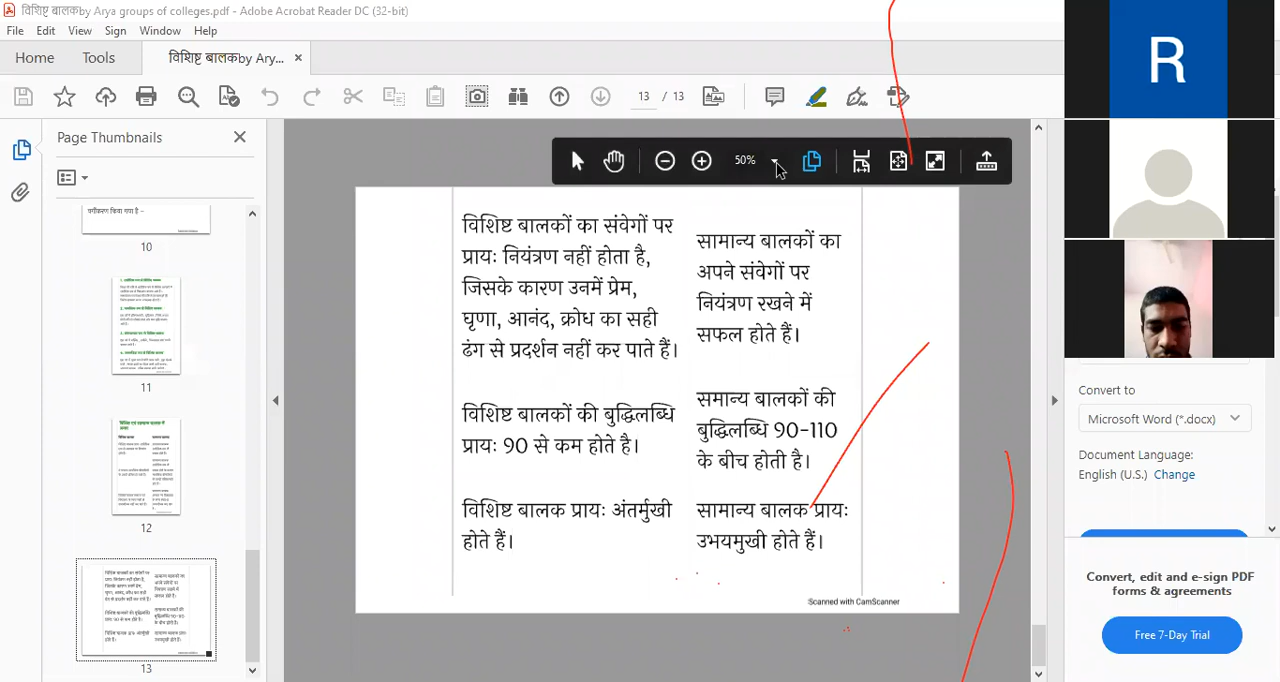 विशिष्ट बालकby Arya groups of colleges.pdf - Adobe Acrobat Reader DC (32-bit)
File Edit View Sign Window Help
Home Tools विशिष्ट बालकby Ary... ×
13 / 13
Page Thumbnails
50%
R
वर्गीकरण किया गया है –
10
11
12
13
विशिष्ट बालकों का संवेगों पर
प्रायः नियंत्रण नहीं होता है,
जिसके कारण उनमें प्रेम,
घृणा, आनंद, क्रोध का सही
ढंग से प्रदर्शन नहीं कर पाते हैं।
सामान्य बालकों का
अपने संवेगों पर
नियंत्रण रखने में
सफल होते हैं।
विशिष्ट बालकों की बुद्धिलब्धि
प्रायः 90 से कम होते है।
समान्य बालकों की
बुद्धिलब्धि 90-110
के बीच होती है।
विशिष्ट बालक प्रायः अंतर्मुखी
होते हैं।
सामान्य बालक प्रायः
उभयमुखी होते हैं।
Scanned with CamScanner
Convert to
Microsoft Word (*.docx)
Document Language:
English (U.S.) Change
Convert, edit and e-sign PDF
forms & agreements
Free 7-Day Trial